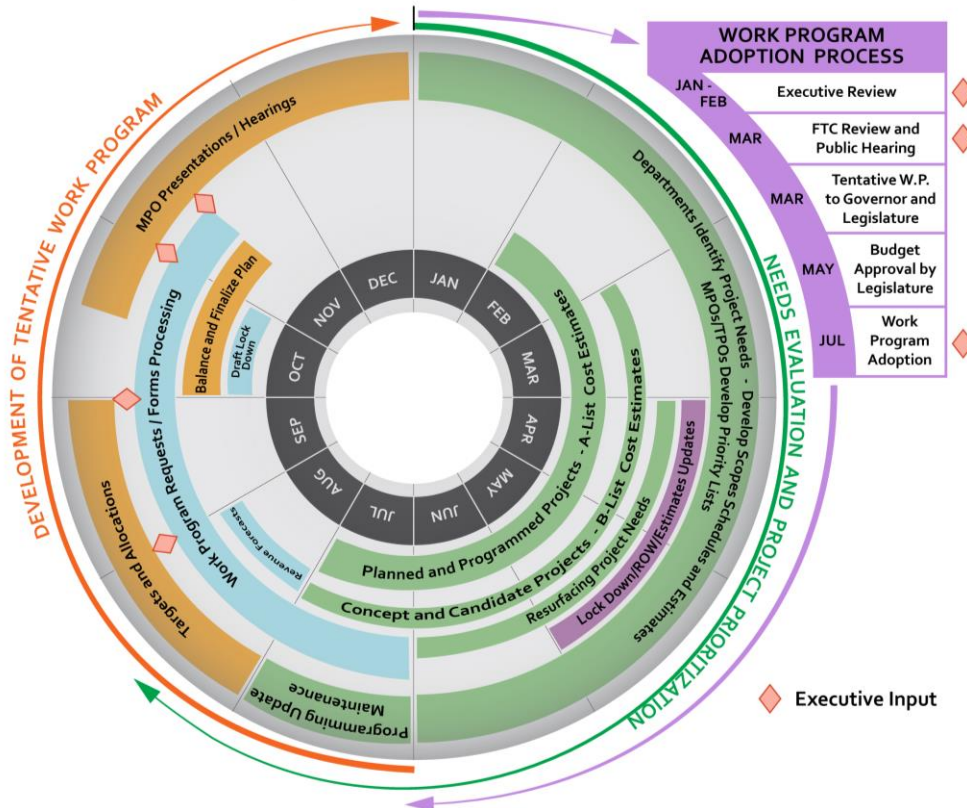 WORK PROGRAM
ADOPTION PROCESS
JAN -
FEB
Executive Review
MAR
FTC Review and
Public Hearing
MAR
Tentative W.P.
to Governor and
Legislature
MAY
Budget
Approval by
Legislature
JUL
Work
Program
Adoption
DEVELOPMENT OF TENTATIVE WORK PROGRAM
NEEDS EVALUATION AND PROJECT PRIORITIZATION
MPO Presentations / Hearings
Departments Identify Project Needs - Develop Scopes Schedules and Estimates
MPOs/TPOs Develop Priority Lists
Work Program Requests / Forms Processing
Balance and Finalize Plan
Draft Lock
Down
JAN
FEB
MAR
APR
MAY
JUN
JUL
AUG
SEP
OCT
NOV
DEC
Planned and Programmed Projects - A-List Cost Estimates
Concept and Candidate Projects - B-List Cost Estimates
Resurfacing Project Needs
Lock Down/ROW/Estimates Updates
Revenue Forecasts
Targets and Allocations
Programming Update
Maintenance
Executive Input